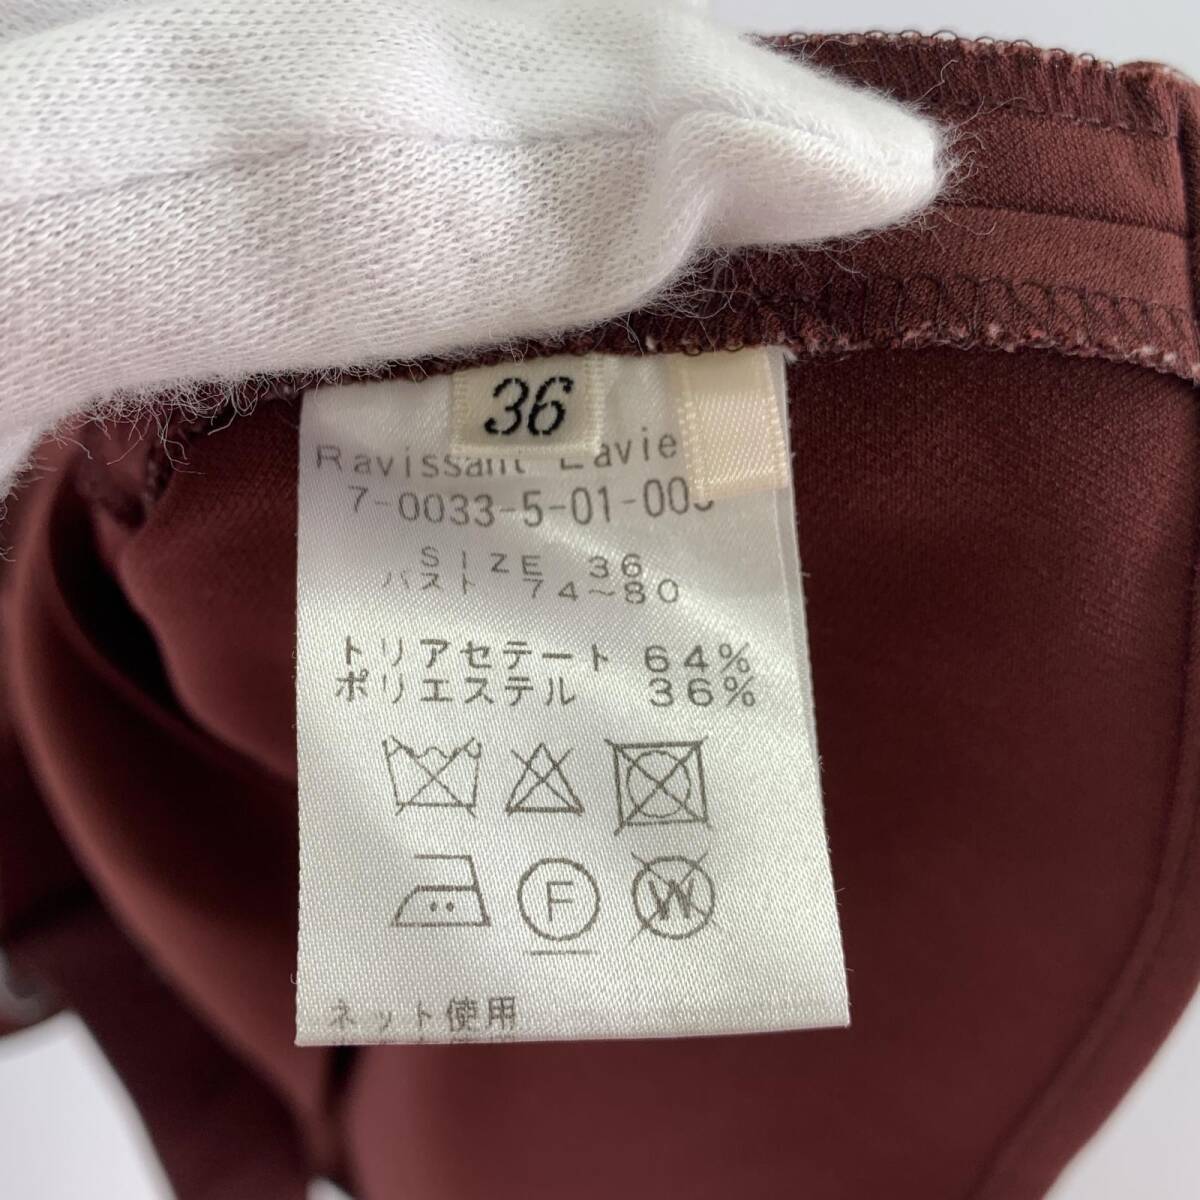 36
Ravissant Lavie
7-0033-5-01-003
SIZE 36
バスト 74~80
トリアセテート 64%
ポリエステル 36%
F W
ネット使用